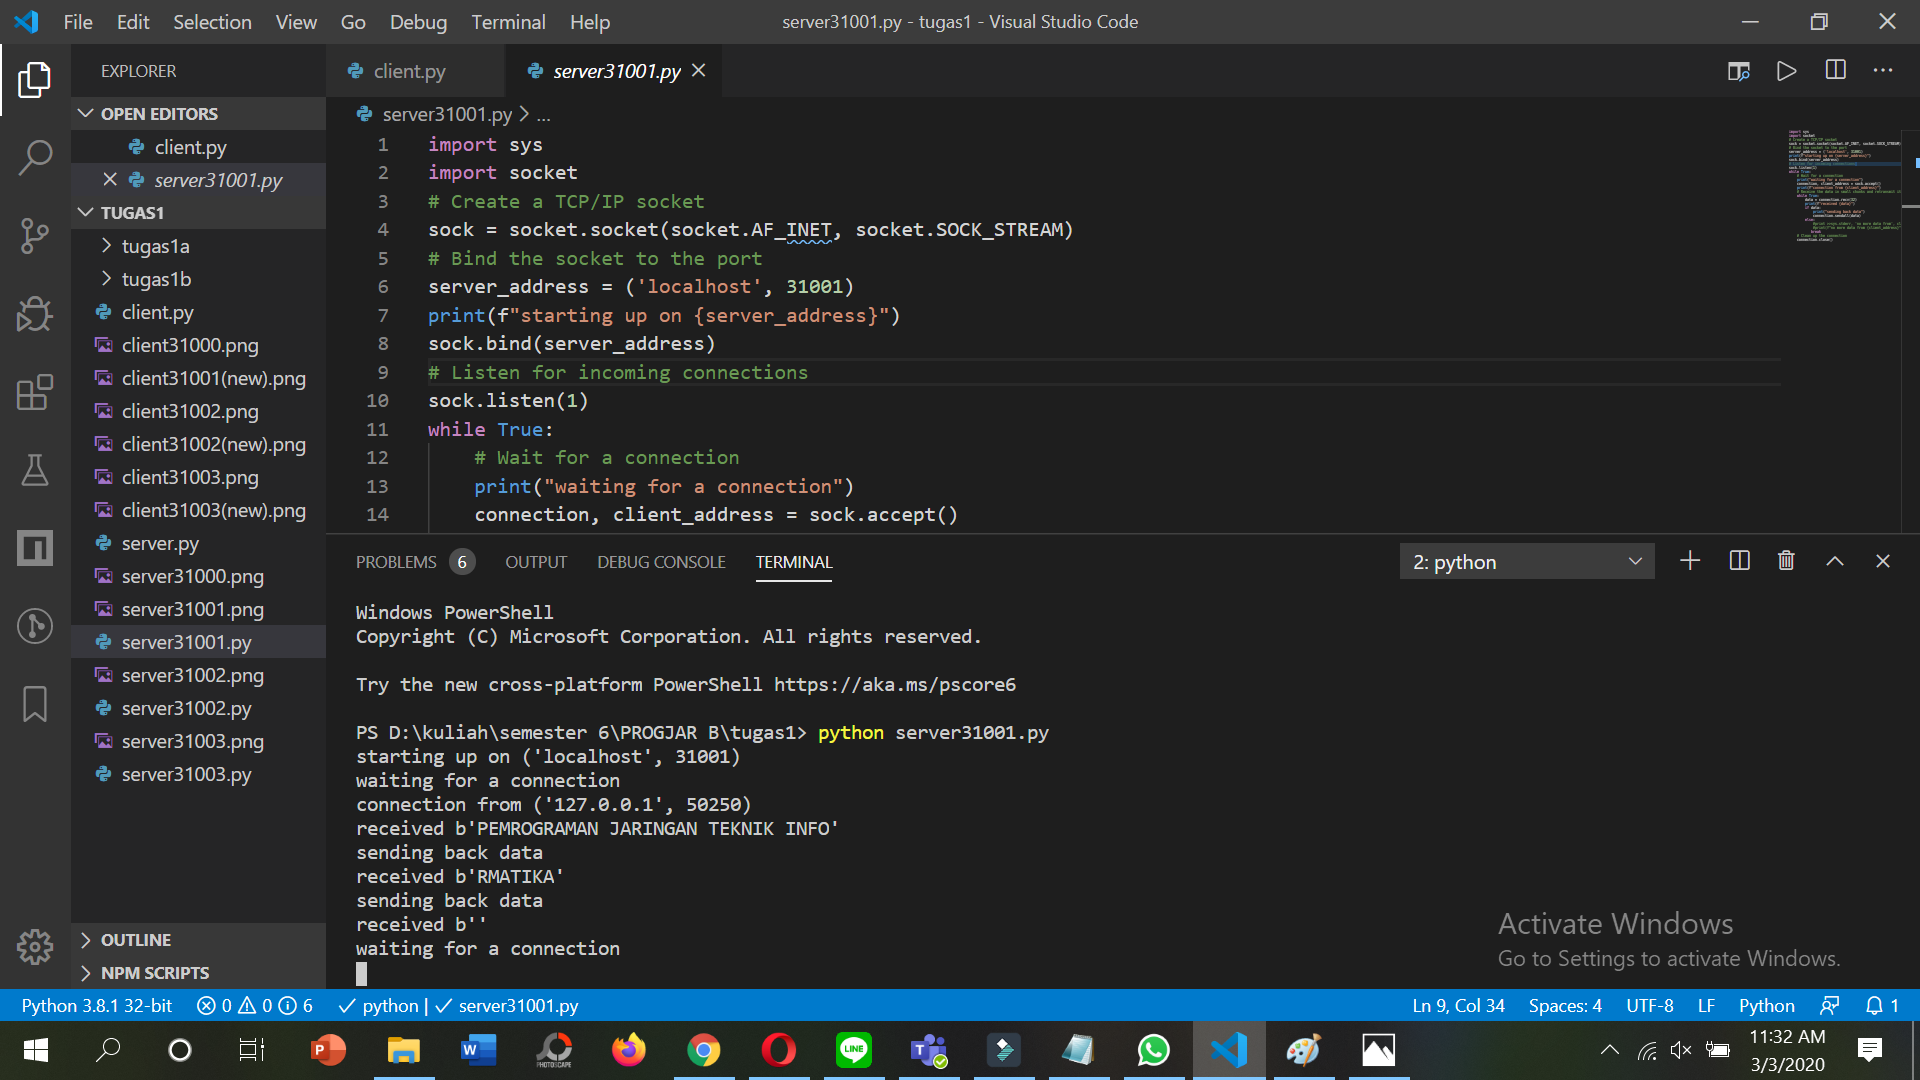 File Edit Selection View Go Debug Terminal Help
server31001.py - tugas1 - Visual Studio Code
EXPLORER
OPEN EDITORS
client.py
server31001.py
TUGAS1
tugas1a
tugas1b
client.py
client31000.png
client31001(new).png
client31002.png
client31002(new).png
client31003.png
client31003(new).png
server.py
server31000.png
server31001.png
server31001.py
server31002.png
server31002.py
server31003.png
server31003.py
OUTLINE
NPM SCRIPTS
client.py
server31001.py
server31001.py > ...
1 import sys
2 import socket
3 # Create a TCP/IP socket
4 sock = socket.socket(socket.AF_INET, socket.SOCK_STREAM)
5 # Bind the socket to the port
6 server_address = ('localhost', 31001)
7 print(f"starting up on {server_address}")
8 sock.bind(server_address)
9 # Listen for incoming connections
10 sock.listen(1)
11 while True:
12 # Wait for a connection
13 print("waiting for a connection")
14 connection, client_address = sock.accept()
PROBLEMS 6 OUTPUT DEBUG CONSOLE TERMINAL
2: python
Windows PowerShell
Copyright (C) Microsoft Corporation. All rights reserved.
Try the new cross-platform PowerShell https://aka.ms/pscore6
PS D:\kuliah\semester 6\PROGJAR B\tugas1> python server31001.py
starting up on ('localhost', 31001)
waiting for a connection
connection from ('127.0.0.1', 50250)
received b'PEMROGRAMAN JARINGAN TEKNIK INFO'
sending back data
received b'RMATIKA'
sending back data
received b''
waiting for a connection
Activate Windows
Go to Settings to activate Windows.
Python 3.8.1 32-bit 0 0 6 python | server31001.py
Ln 9, Col 34 Spaces: 4 UTF-8 LF Python 1
PHOTOSCAPE
LINE
11:32 AM
3/3/2020